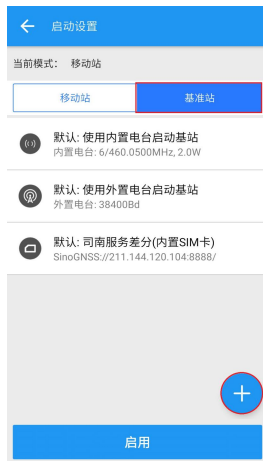 启动设置
当前模式： 移动站
移动站
基准站
默认: 使用内置电台启动基站
内置电台: 6/460.0500MHz, 2.0W
默认: 使用外置电台启动基站
外置电台: 38400Bd
默认: 司南服务差分(内置SIM卡)
SinoGNSS://211.144.120.104:8888/
启用